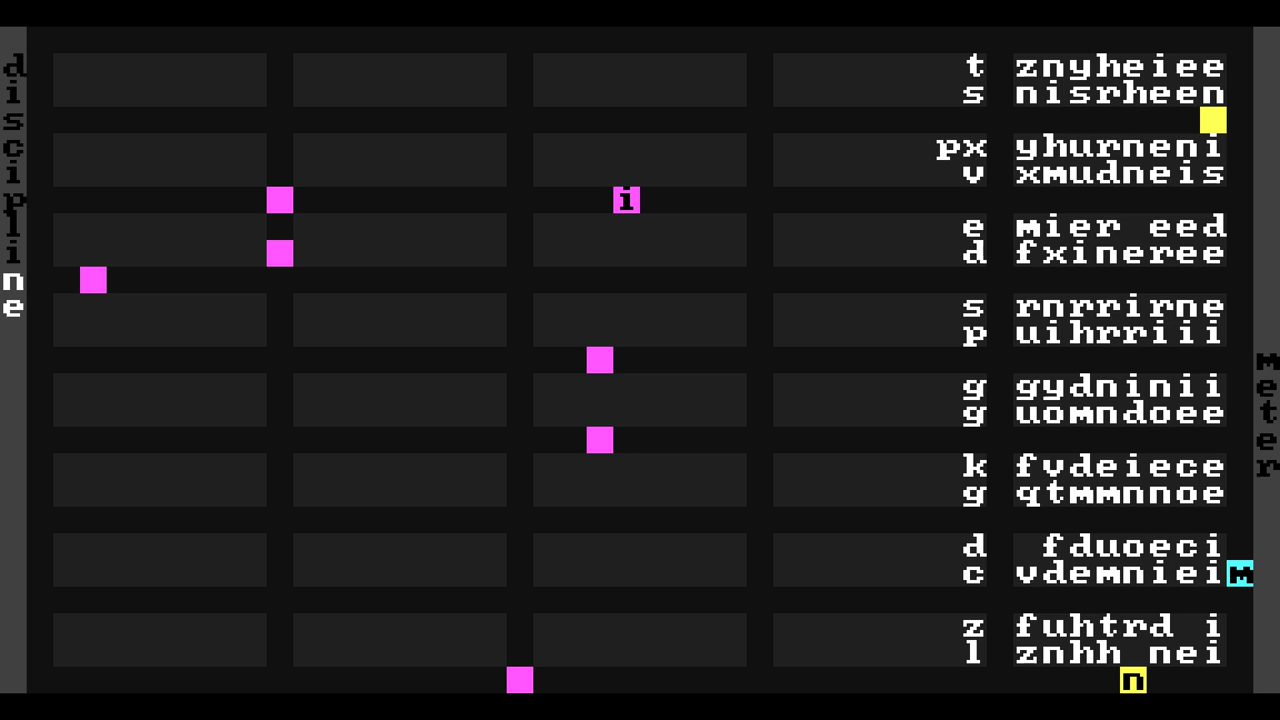 discipline
t znyheiee
s nisrheen
px yhurneni
v xmudneis
i
e mier eed
d fxineree
s rnrrirne
p uihrriii
g gydninii
g uomndoee
k fvdeiece
g qtmmnnoe
d fduoeci
c vdemniei m
z fuhtrd i
l znhh nei
n
meter